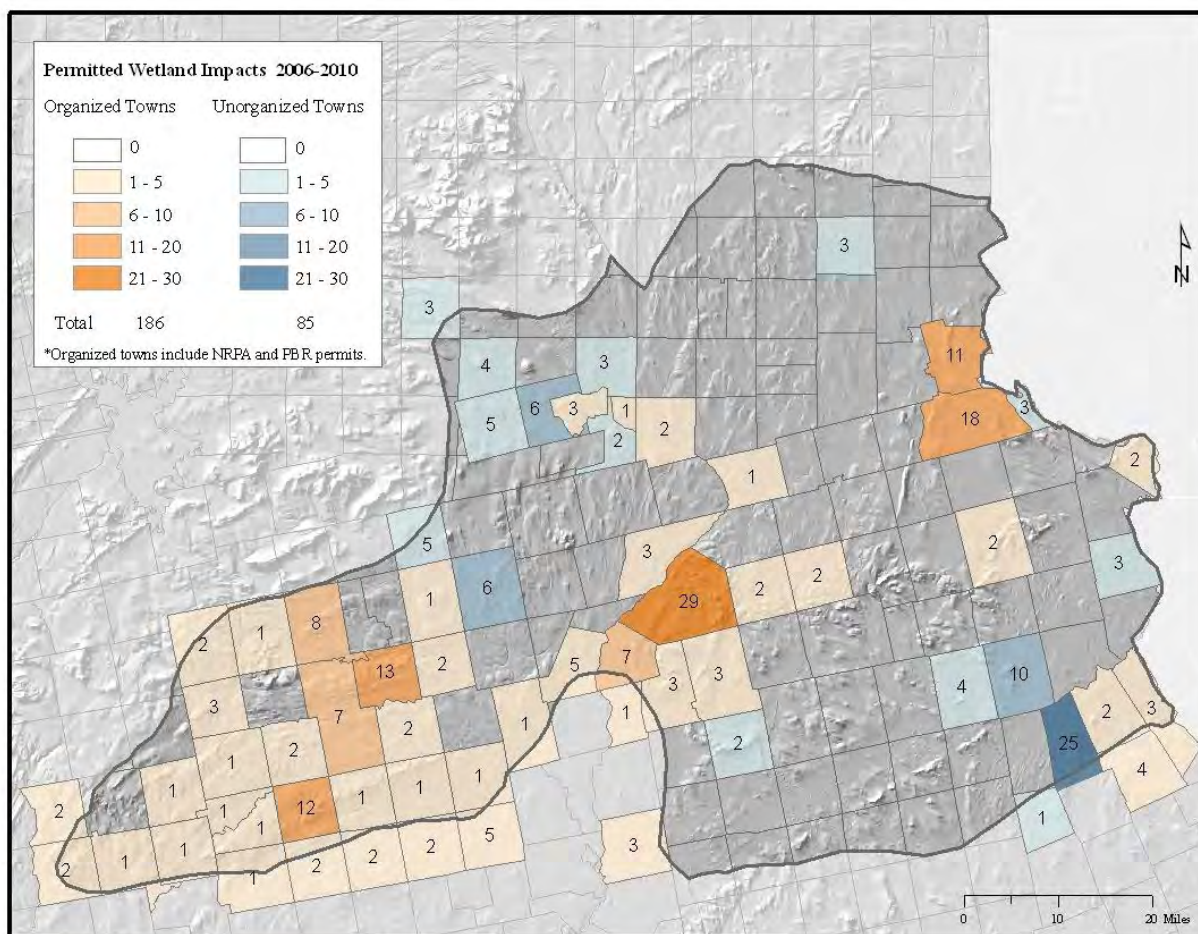 Permitted Wetland Impacts 2006-2010
Organized Towns Unorganized Towns
0 0
1 - 5 1 - 5
6 - 10 6 - 10
11 - 20 11 - 20
21 - 30 21 - 30
Total 186 85
*Organized towns include NRPA and PBR permits.
3
N
3
11
4 3
6 3 1
5 2 2 18 3
1 2
5
3 2
1 6 3
29 2 2
2 1 8
13 2 5 7
3 3 3
4 10
7 2 1 1 2 3
1 2 2 25
2 1 1 1 4
1 12 1
1 1 5
2 1 1 2 2 2 3
1
0 10 20 Miles